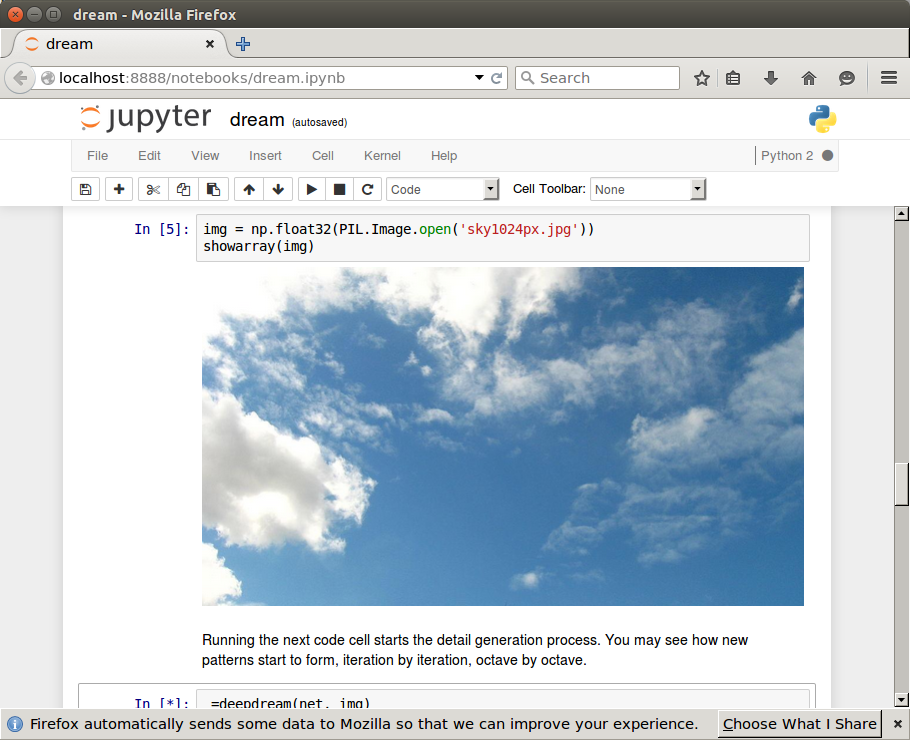 dream - Mozilla Firefox
dream
localhost:8888/notebooks/dream.ipynb
Search
jupyter dream (autosaved)
File Edit View Insert Cell Kernel Help Python 2
Code Cell Toolbar: None
In [5]: img = np.float32(PIL.Image.open('sky1024px.jpg'))
showarray(img)
Running the next code cell starts the detail generation process. You may see how new
patterns start to form, iteration by iteration, octave by octave.
In [*]: _=deepdream(net, img)
Firefox automatically sends some data to Mozilla so that we can improve your experience. Choose What I Share